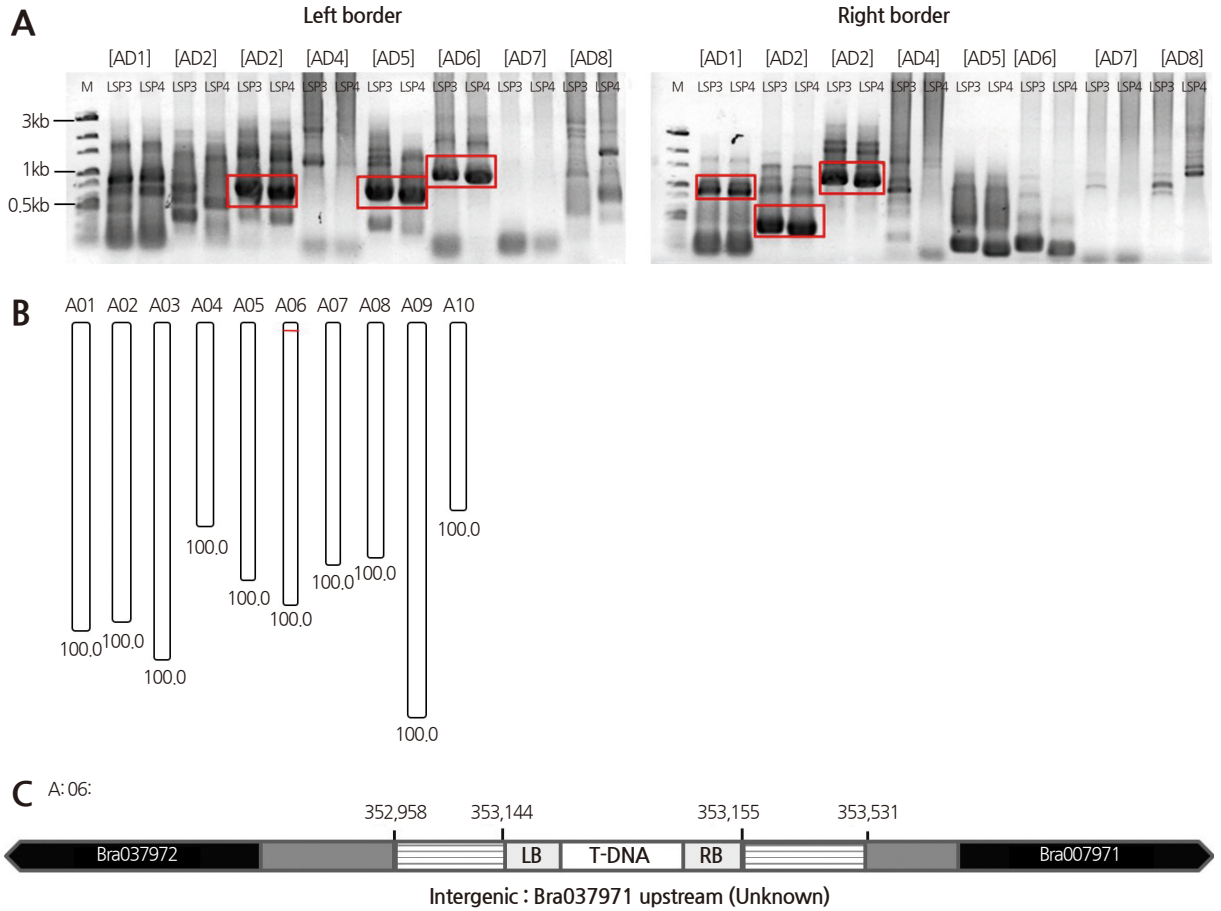 A
Left border
Right border
[AD1] [AD2] [AD2] [AD4] [AD5] [AD6] [AD7] [AD8]
[AD1] [AD2] [AD2] [AD4] [AD5] [AD6] [AD7] [AD8]
M LSP3 LSP4 LSP3 LSP4 LSP3 LSP4 LSP3 LSP4 LSP3 LSP4 LSP3 LSP4 LSP3 LSP4 LSP3 LSP4
M LSP3 LSP4 LSP3 LSP4 LSP3 LSP4 LSP3 LSP4 LSP3 LSP4 LSP3 LSP4 LSP3 LSP4 LSP3 LSP4
3kb
1kb
0.5kb
B
A01 A02 A03 A04 A05 A06 A07 A08 A09 A10
100.0
100.0
100.0
100.0
100.0
100.0
100.0
100.0
100.0
100.0
C
A: 06:
352,958 353,144 353,155 353,531
Bra037972 LB T-DNA RB Bra007971
Intergenic : Bra037971 upstream (Unknown)